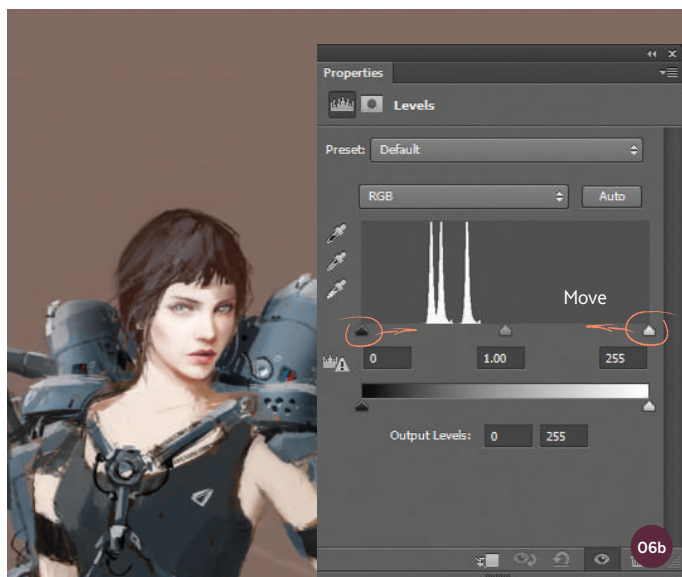 Properties
Levels
Preset: Default
RGB Auto
Move
0 1.00 255
Output Levels: 0 255
06b